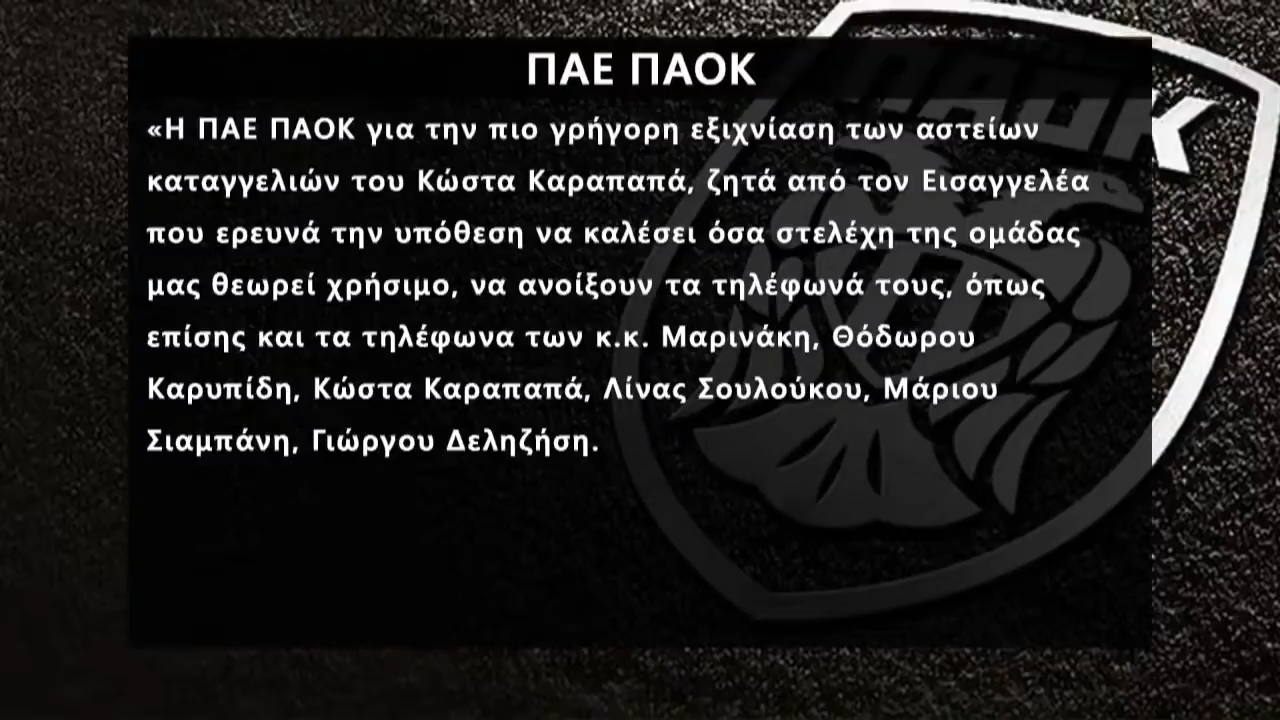 ΠΑΕ ΠΑΟΚ
«Η ΠΑΕ ΠΑΟΚ για την πιο γρήγορη εξιχνίαση των αστείων
καταγγελιών του Κώστα Καραπαπά, ζητά από τον Εισαγγελέα
που ερευνά την υπόθεση να καλέσει όσα στελέχη της ομάδας
μας θεωρεί χρήσιμο, να ανοίξουν τα τηλέφωνά τους, όπως
επίσης και τα τηλέφωνα των κ.κ. Μαρινάκη, Θόδωρου
Καρυπίδη, Κώστα Καραπαπά, Λίνας Σουλούκου, Μάριου
Σιαμπάνη, Γιώργου Δεληζήση.
ΠΑΟΚ